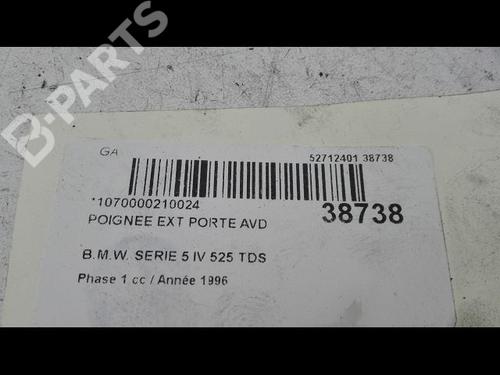 B-PARTS
GA
52712401 38738
*1070000210024
38738
POIGNEE EXT PORTE AVD
B.M.W. SERIE 5 IV 525 TDS
Phase 1 cc / Année 1996